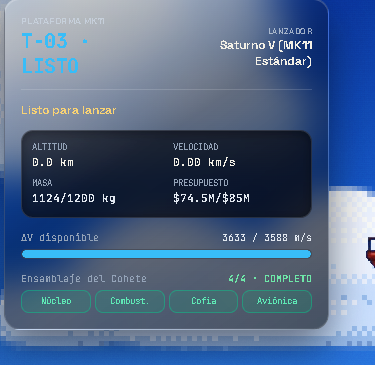 PLATAFORMA MK11
T-03 ·
LISTO
LANZADOR
Saturno V (MK11
Estándar)
Listo para lanzar
ALTITUD
VELOCIDAD
0.0 km
0.00 km/s
MASA
PRESUPUESTO
1124/1200 kg
$74.5M/$85M
ΔV disponible
3633 / 3500 m/s
Ensamblaje del Cohete
4/4 · COMPLETO
Núcleo
Combust.
Cofia
Aviónica